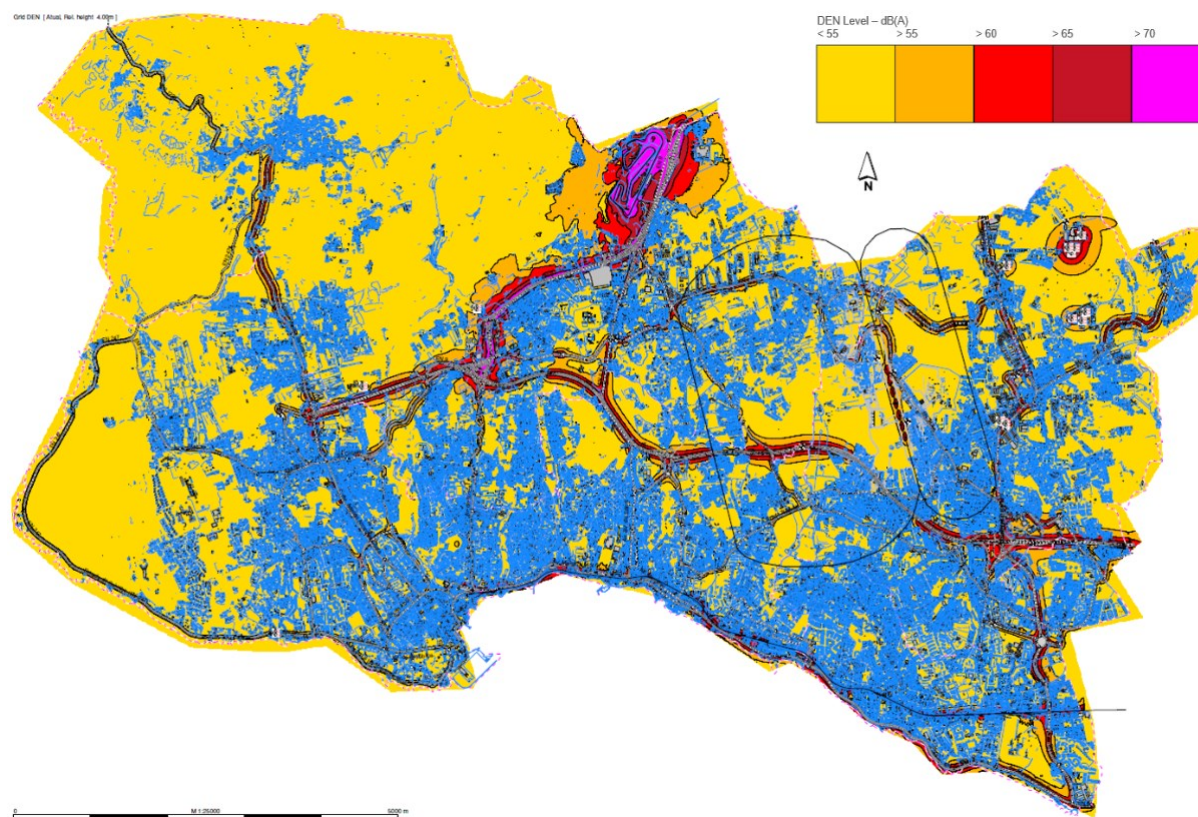 Grid DEN [ Atual, Rel. height 4.00m ]
DEN Level – dB(A)
< 55 > 55 > 60 > 65 > 70
N
0 M 1:25000 5000 m